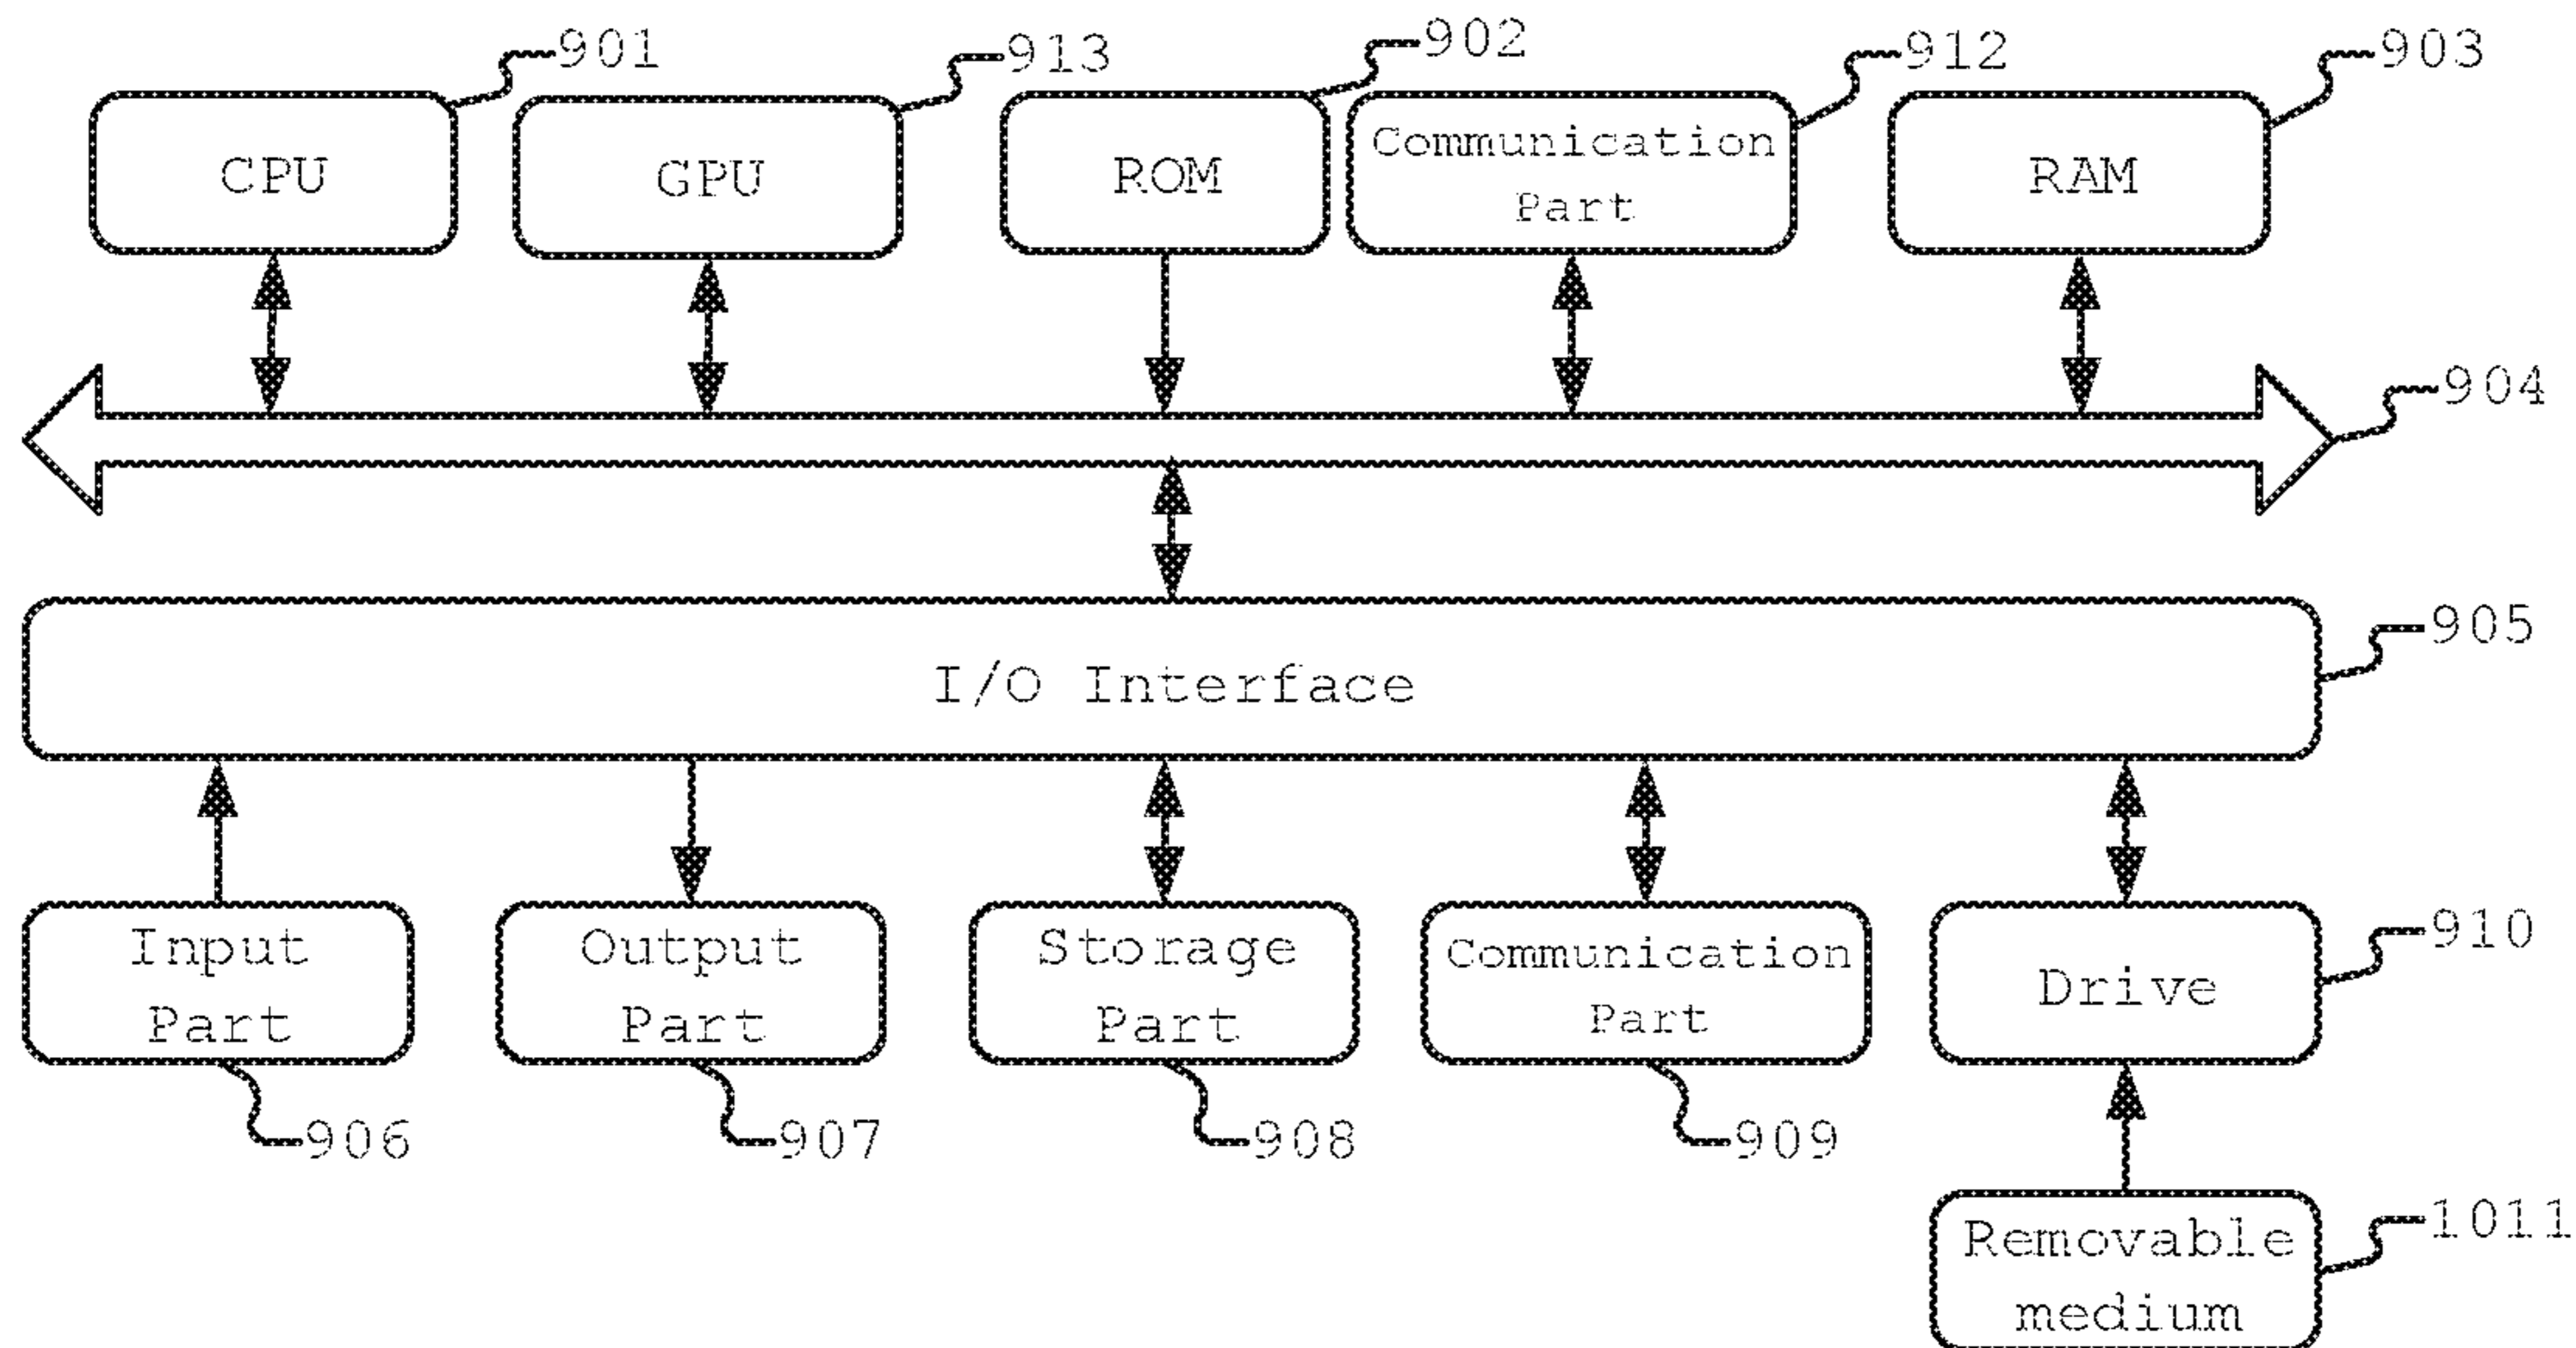 901
913
902
912
903
CPU
GPU
ROM
Communication
Part
RAM
904
905
I/O Interface
Input
Part
Output
Part
Storage
Part
Communication
Part
Drive
910
906
907
908
909
Removable
medium
1011